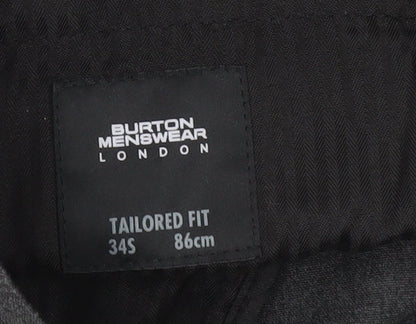 BURTON
MENSWEAR
LONDON
TAILORED FIT
34S 86cm